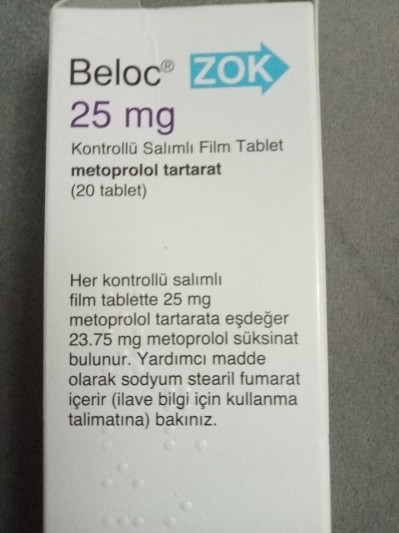 Beloc® ZOK
25 mg
Kontrollü Salımlı Film Tablet
metoprolol tartarat
(20 tablet)
Her kontrollü salımlı
film tablette 25 mg
metoprolol tartarata eşdeğer
23.75 mg metoprolol süksinat
bulunur. Yardımcı madde
olarak sodyum stearil fumarat
içerir (ilave bilgi için kullanma
talimatına) bakınız.